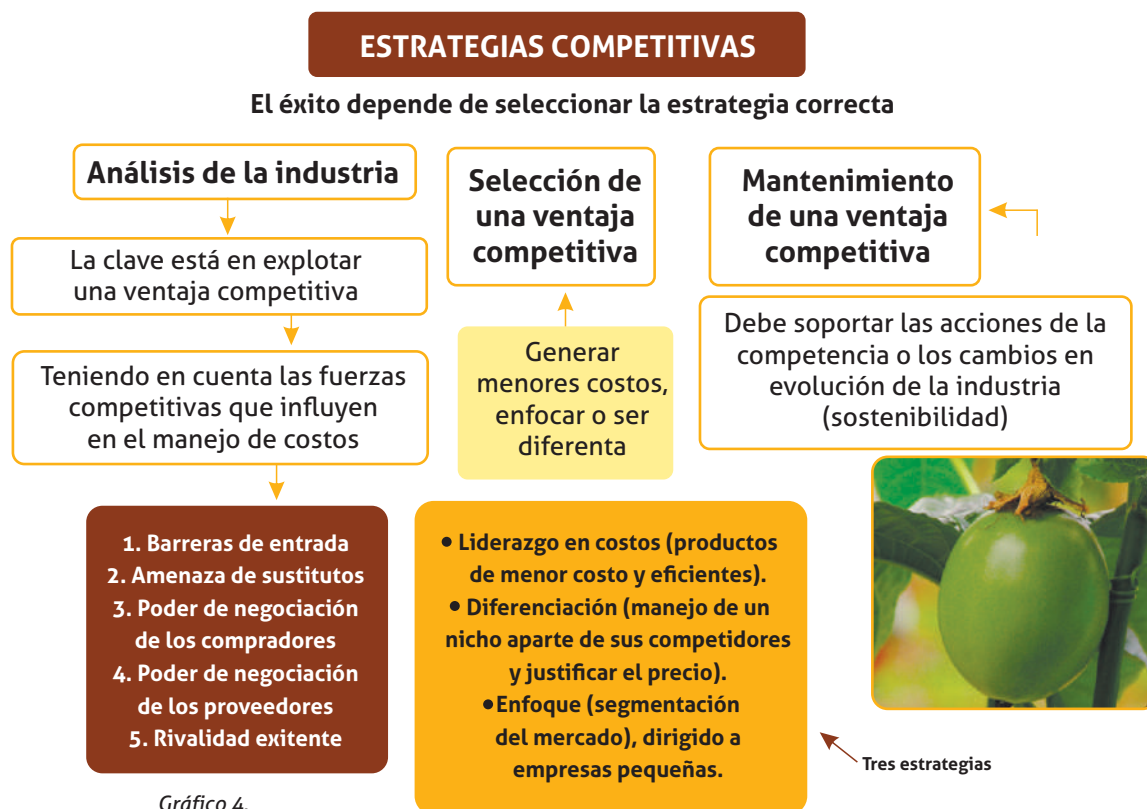 ESTRATEGIAS COMPETITIVAS
El éxito depende de seleccionar la estrategia correcta
Análisis de la industria
La clave está en explotar
una ventaja competitiva
Teniendo en cuenta las fuerzas
competitivas que influyen
en el manejo de costos
1. Barreras de entrada
2. Amenaza de sustitutos
3. Poder de negociación
de los compradores
4. Poder de negociación
de los proveedores
5. Rivalidad exitente
Selección de
una ventaja
competitiva
Generar
menores costos,
enfocar o ser
diferenta
• Liderazgo en costos (productos
de menor costo y eficientes).
• Diferenciación (manejo de un
nicho aparte de sus competidores
y justificar el precio).
•Enfoque (segmentación
del mercado), dirigido a
empresas pequeñas.
Mantenimiento
de una ventaja
competitiva
Debe soportar las acciones de la
competencia o los cambios en
evolución de la industria
(sostenibilidad)
Tres estrategias
Gráfico 4.